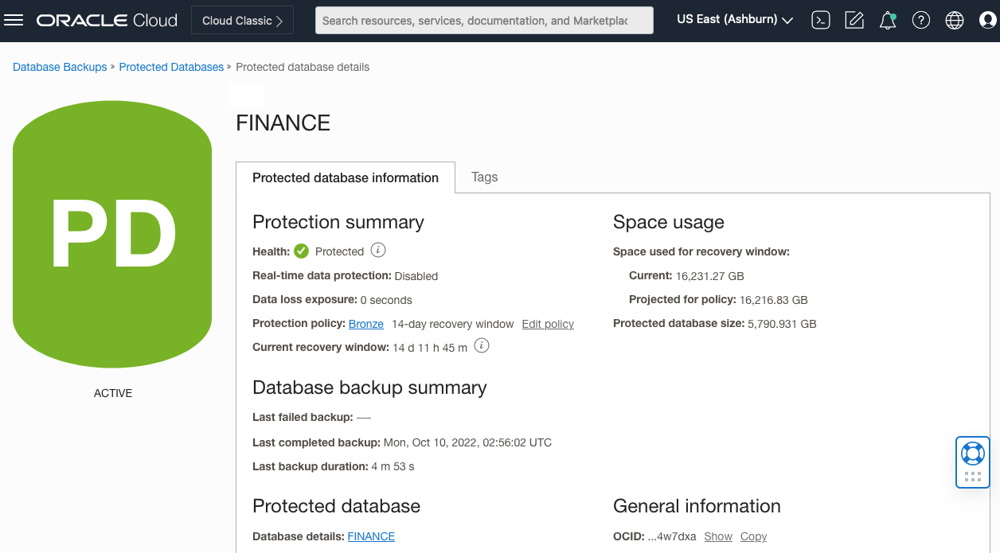 ORACLE Cloud Cloud Classic > Search resources, services, documentation, and Marketplac US East (Ashburn)
Database Backups » Protected Databases » Protected database details
FINANCE
PD
ACTIVE
Protected database information Tags
Protection summary
Health: Protected i
Real-time data protection: Disabled
Data loss exposure: 0 seconds
Protection policy: Bronze 14-day recovery window Edit policy
Current recovery window: 14 d 11 h 45 m i
Space usage
Space used for recovery window:
Current: 16,231.27 GB
Projected for policy: 16,216.83 GB
Protected database size: 5,790.931 GB
Database backup summary
Last failed backup: —
Last completed backup: Mon, Oct 10, 2022, 02:56:02 UTC
Last backup duration: 4 m 53 s
Protected database
Database details: FINANCE
General information
OCID: ...4w7dxa Show Copy